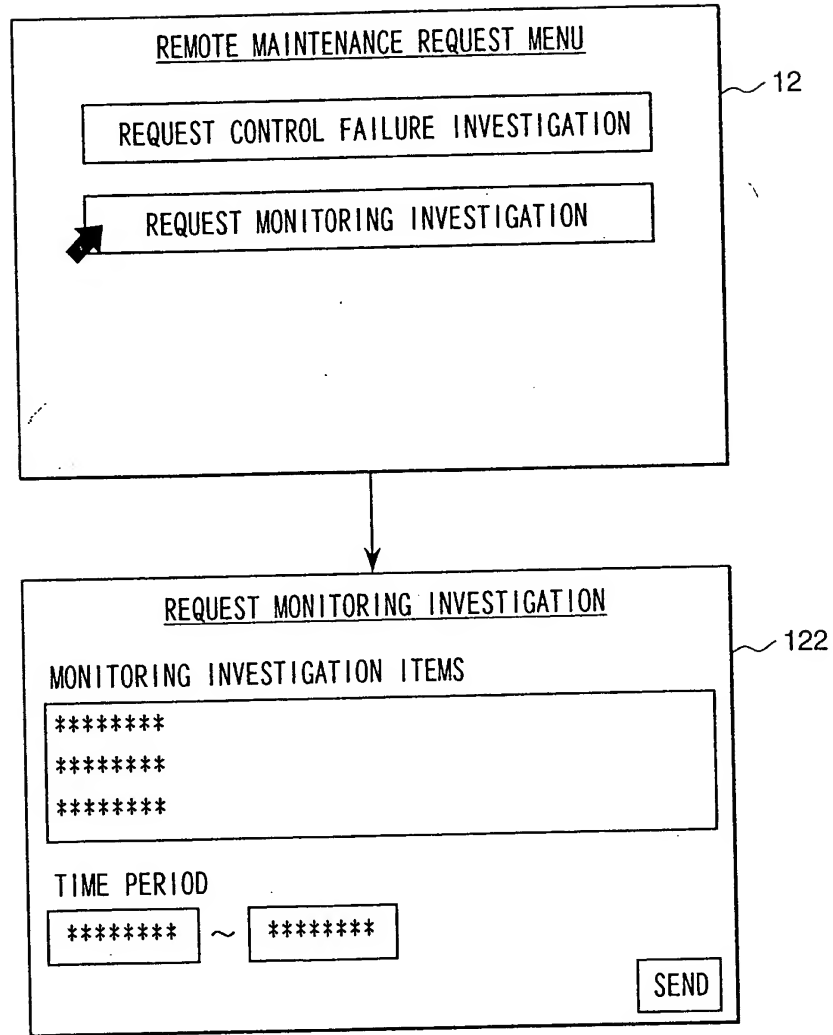 REMOTE MAINTENANCE REQUEST MENU
12
REQUEST CONTROL FAILURE INVESTIGATION
REQUEST MONITORING INVESTIGATION
REQUEST MONITORING INVESTIGATION
122
MONITORING INVESTIGATION ITEMS
********
********
********
TIME PERIOD
******** ~ ********
SEND